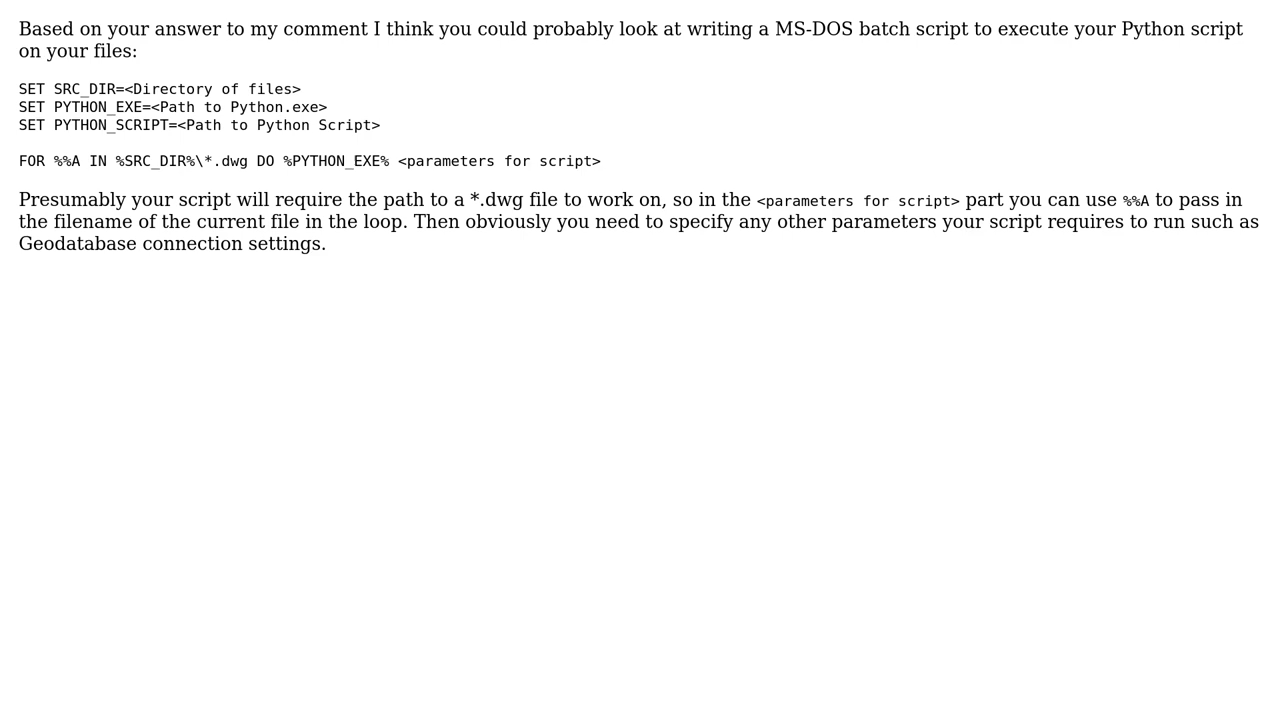 Based on your answer to my comment I think you could probably look at writing a MS-DOS batch script to execute your Python script
on your files:
SET SRC_DIR=<Directory of files>
SET PYTHON_EXE=<Path to Python.exe>
SET PYTHON_SCRIPT=<Path to Python Script>
FOR %%A IN %SRC_DIR%\*.dwg DO %PYTHON_EXE% <parameters for script>
Presumably your script will require the path to a *.dwg file to work on, so in the <parameters for script> part you can use %%A to pass in
the filename of the current file in the loop. Then obviously you need to specify any other parameters your script requires to run such as
Geodatabase connection settings.